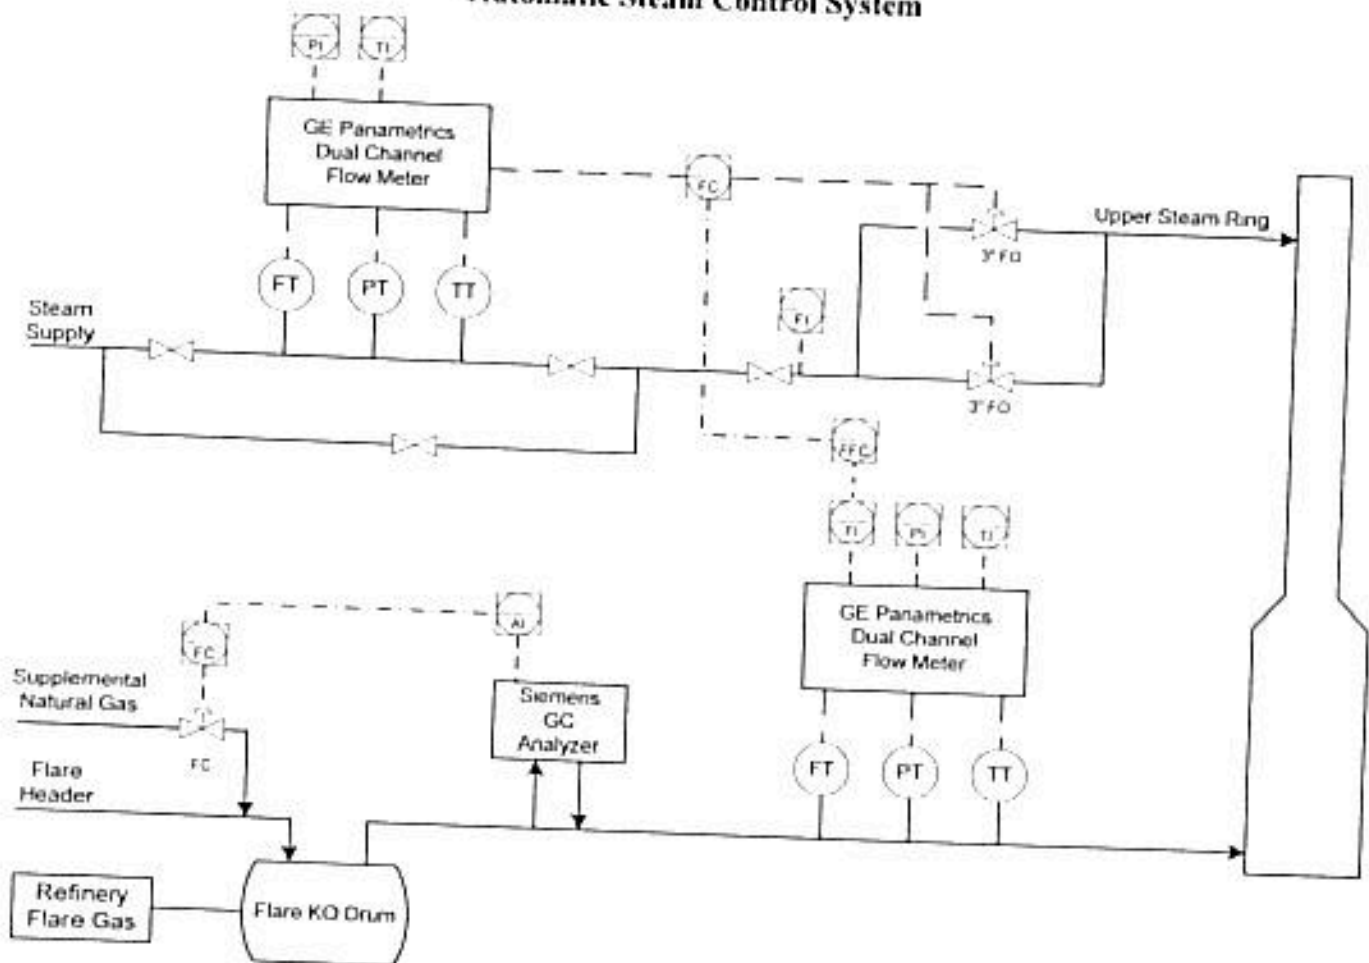 Automatic Steam Control System
PI
TI
GE Panametrics
Dual Channel
Flow Meter
FC
Upper Steam Ring
3" FO
FT
PT
TT
Steam
Supply
FI
3" FO
FFC
PI
TI
GE Panametrics
Dual Channel
Flow Meter
AI
FC
Supplemental
Natural Gas
Siemens
GC
Analyzer
FC
FT
PT
TT
Flare
Header
Refinery
Flare Gas
Flare KO Drum